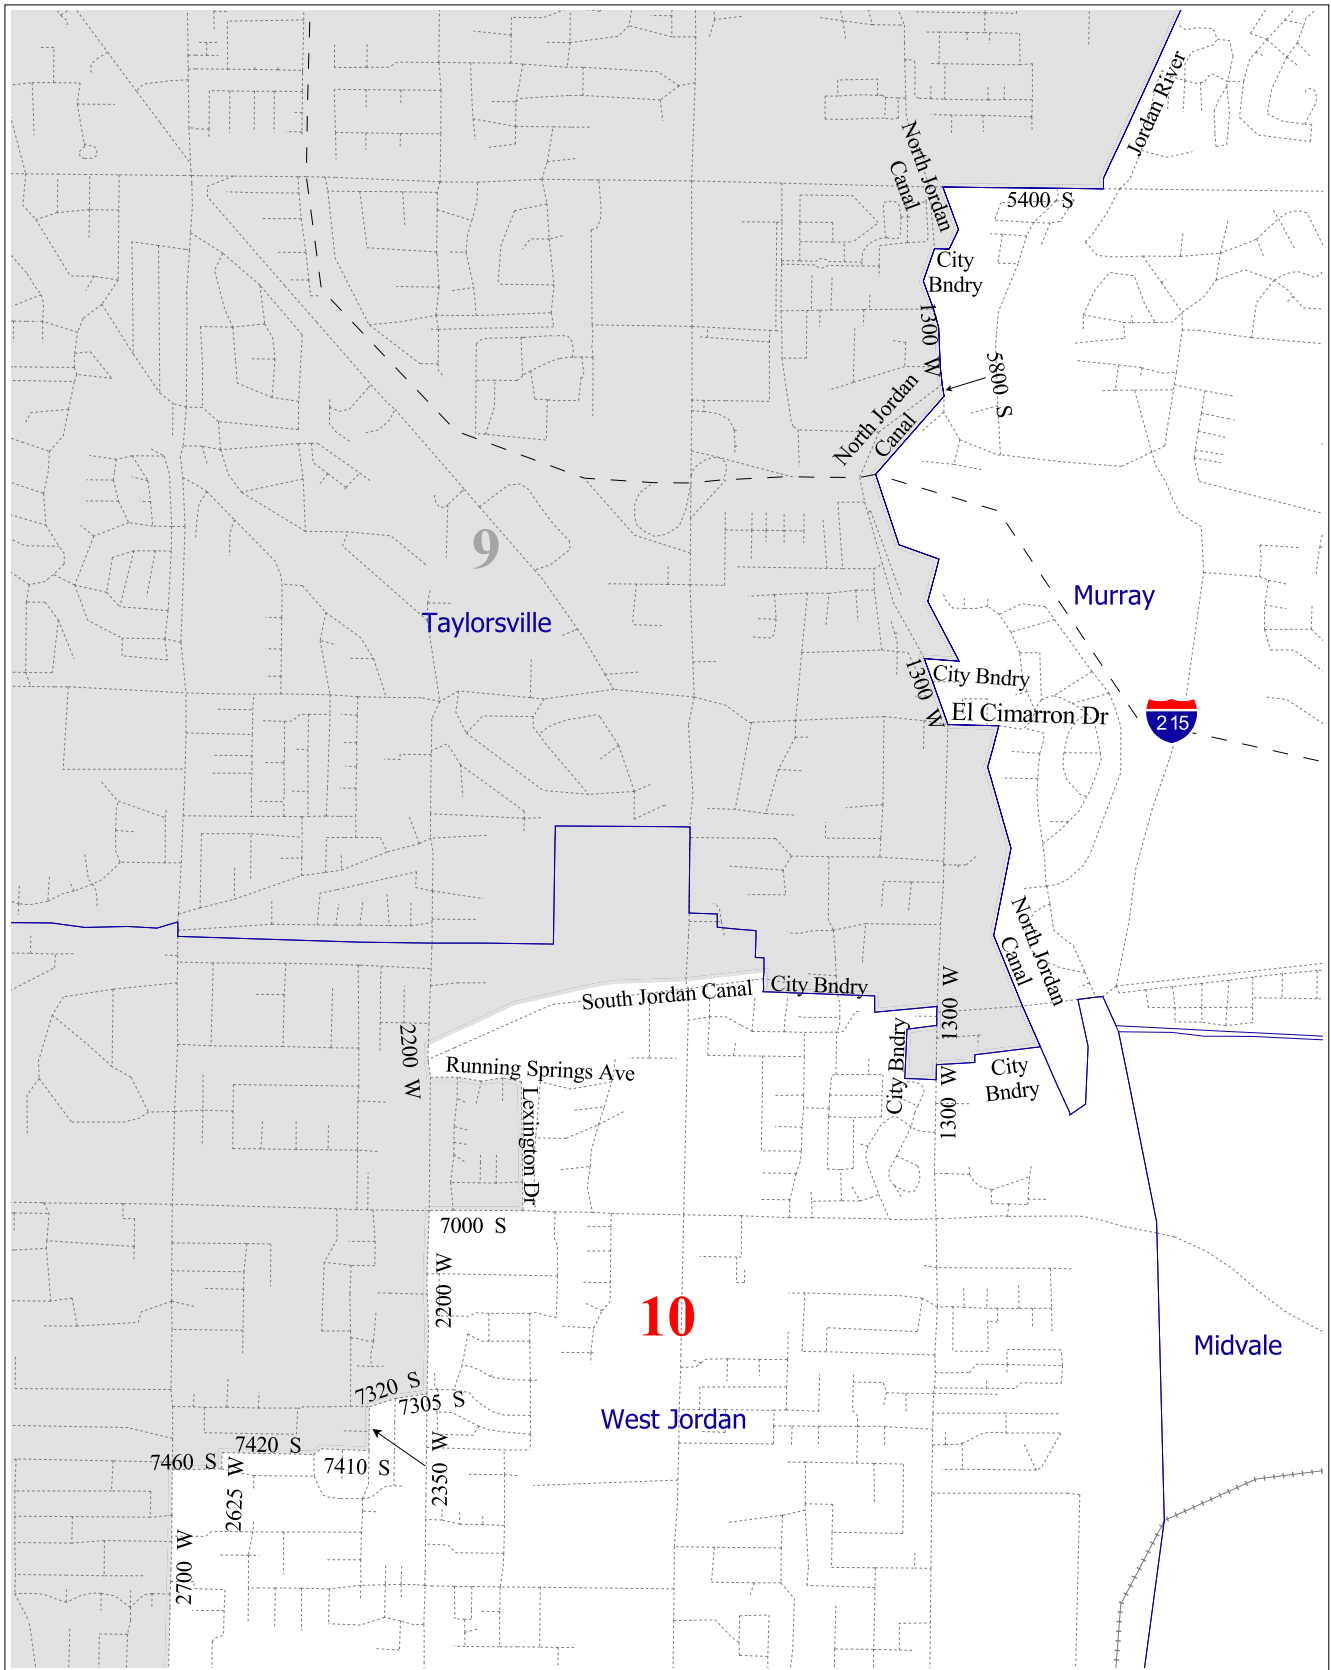 Jordan River
North Jordan
Canal
5400 S
City
Bndry
1300 W
5800 S
North Jordan
Canal
9
Taylorsville
Murray
1300 W
City Bndry
El Cimarron Dr
215
North Jordan
Canal
1300 W
City Bndry
South Jordan Canal
2200 W
City Bndry
Running Springs Ave
City
Bndry
1300 W
Lexington Dr
7000 S
2200 W
10
Midvale
7320 S
7305 S
West Jordan
7420 S
7460 S
7410 S
2350 W
2625 W
2700 W